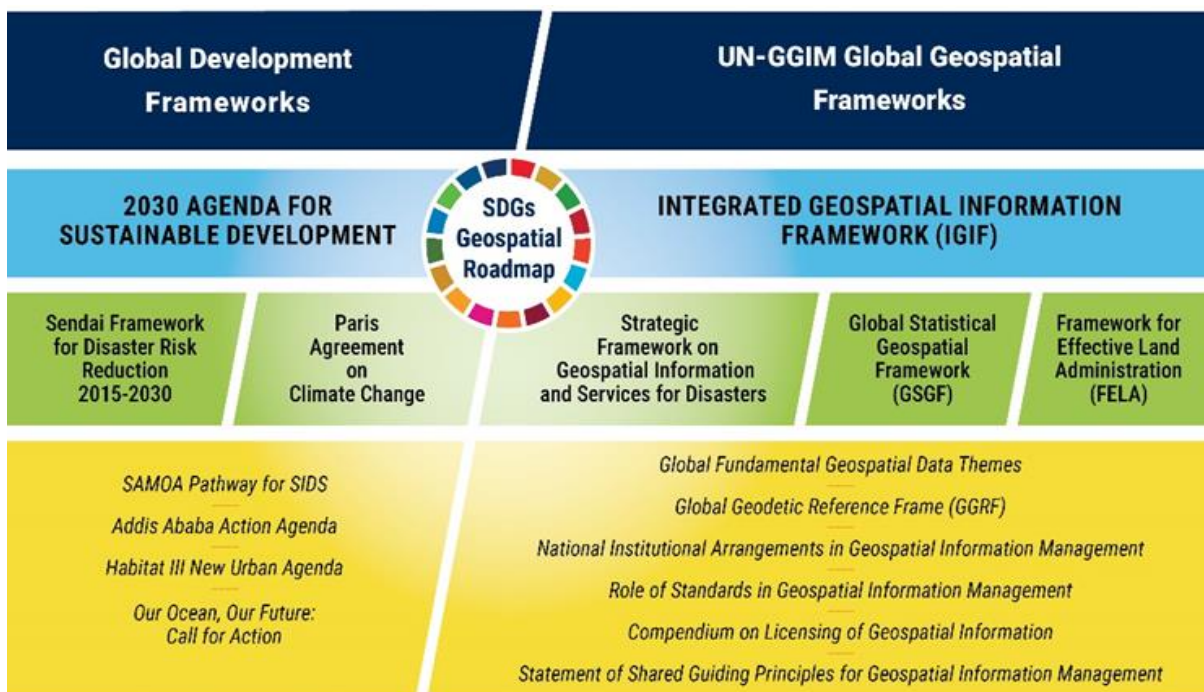 Global Development
Frameworks
UN-GGIM Global Geospatial
Frameworks
2030 AGENDA FOR
SUSTAINABLE DEVELOPMENT
SDGs
Geospatial
Roadmap
INTEGRATED GEOSPATIAL INFORMATION
FRAMEWORK (IGIF)
Sendai Framework
for Disaster Risk
Reduction
2015-2030
Paris
Agreement
on
Climate Change
Strategic
Framework on
Geospatial Information
and Services for Disasters
Global Statistical
Geospatial
Framework
(GSGF)
Framework for
Effective Land
Administration
(FELA)
SAMOA Pathway for SIDS
Addis Ababa Action Agenda
Habitat III New Urban Agenda
Our Ocean, Our Future:
Call for Action
Global Fundamental Geospatial Data Themes
Global Geodetic Reference Frame (GGRF)
National Institutional Arrangements in Geospatial Information Management
Role of Standards in Geospatial Information Management
Compendium on Licensing of Geospatial Information
Statement of Shared Guiding Principles for Geospatial Information Management